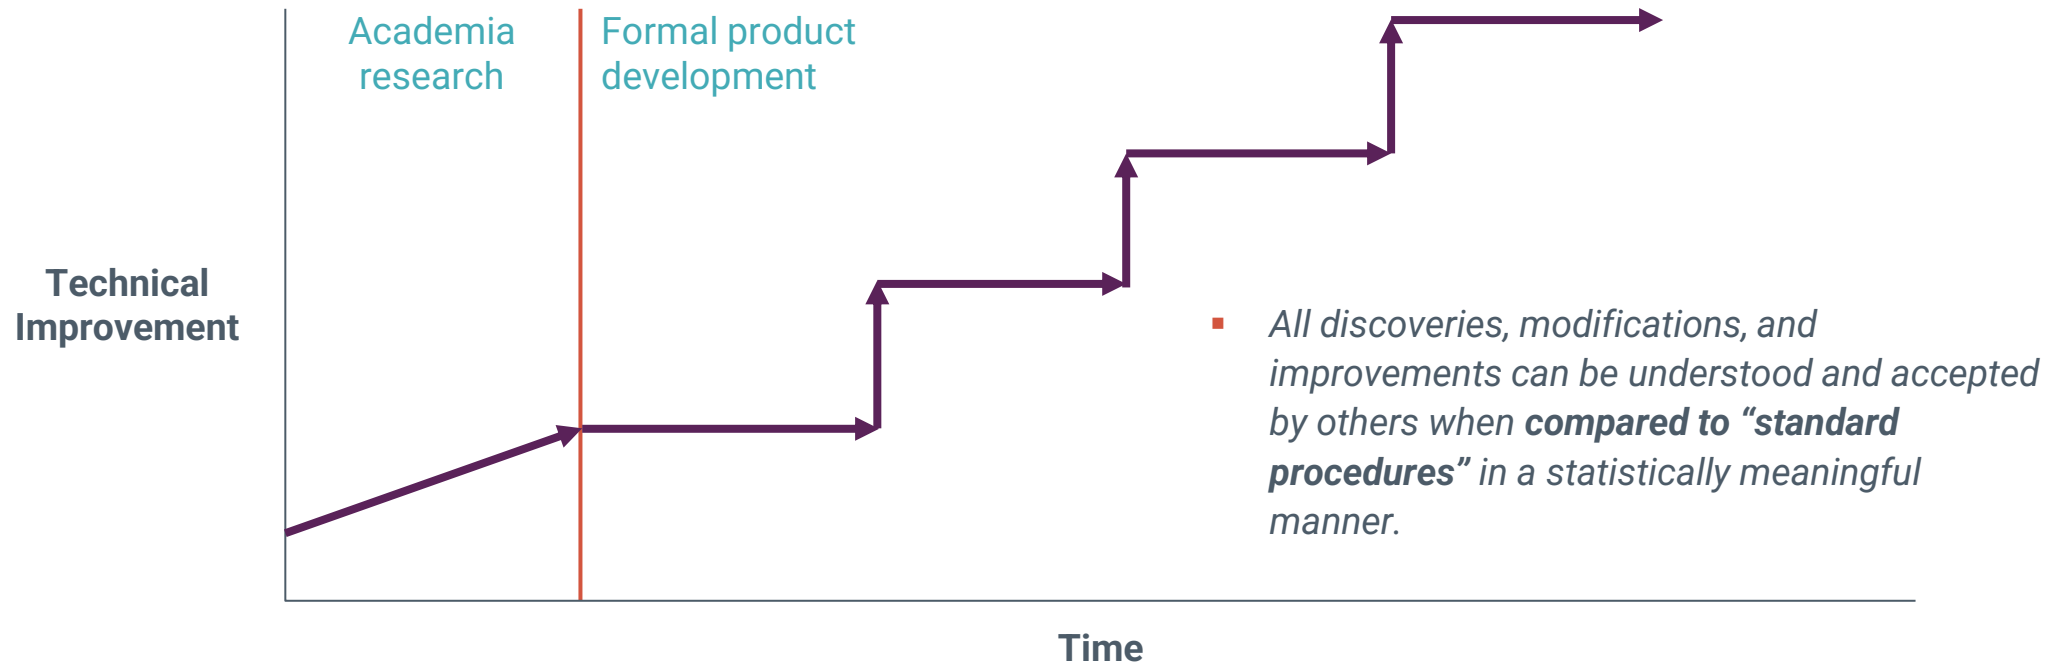 Academia
research
Formal product
development
Technical
Improvement
▪ All discoveries, modifications, and
improvements can be understood and accepted
by others when compared to “standard
procedures” in a statistically meaningful
manner.
Time